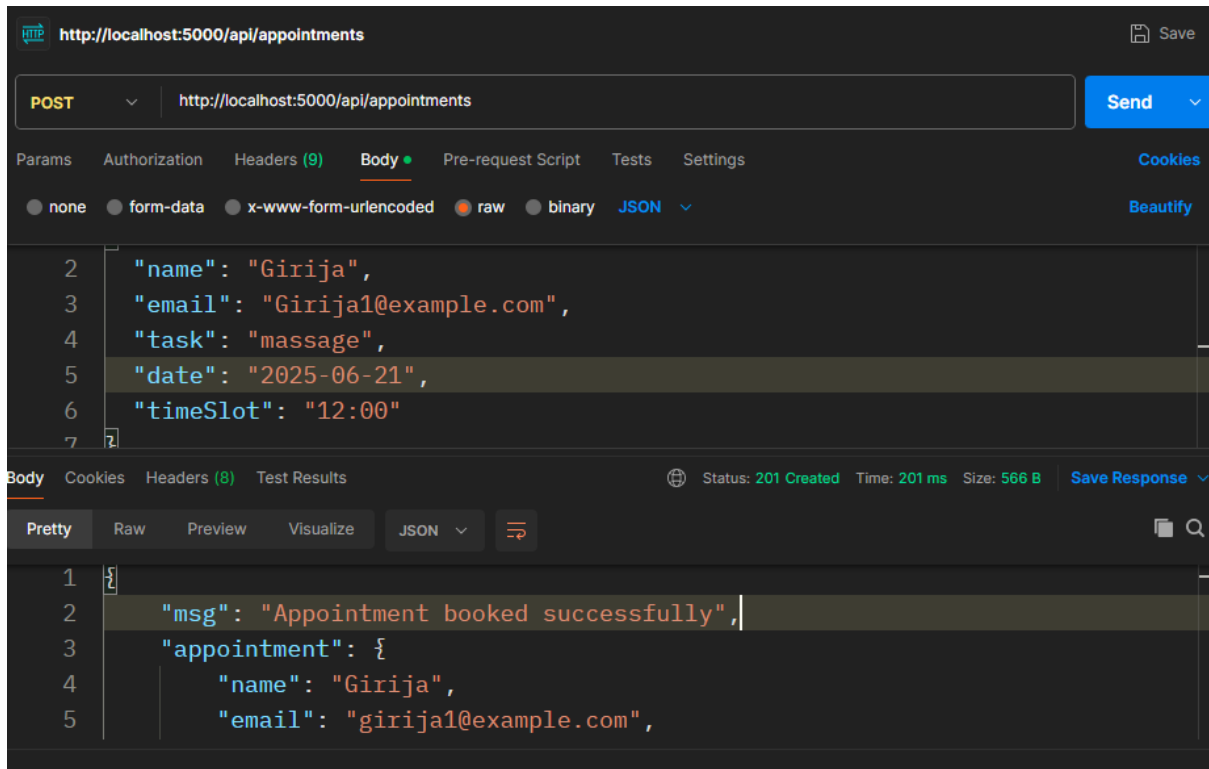 HTTP http://localhost:5000/api/appointments Save
POST http://localhost:5000/api/appointments Send
Params Authorization Headers (9) Body Pre-request Script Tests Settings Cookies
none form-data x-www-form-urlencoded raw binary JSON Beautify
2 "name": "Girija",
3 "email": "Girija1@example.com",
4 "task": "massage",
5 "date": "2025-06-21",
6 "timeSlot": "12:00"
7 }
Body Cookies Headers (8) Test Results Status: 201 Created Time: 201 ms Size: 566 B Save Response
Pretty Raw Preview Visualize JSON
1 {
2 "msg": "Appointment booked successfully",
3 "appointment": {
4 "name": "Girija",
5 "email": "girija1@example.com",